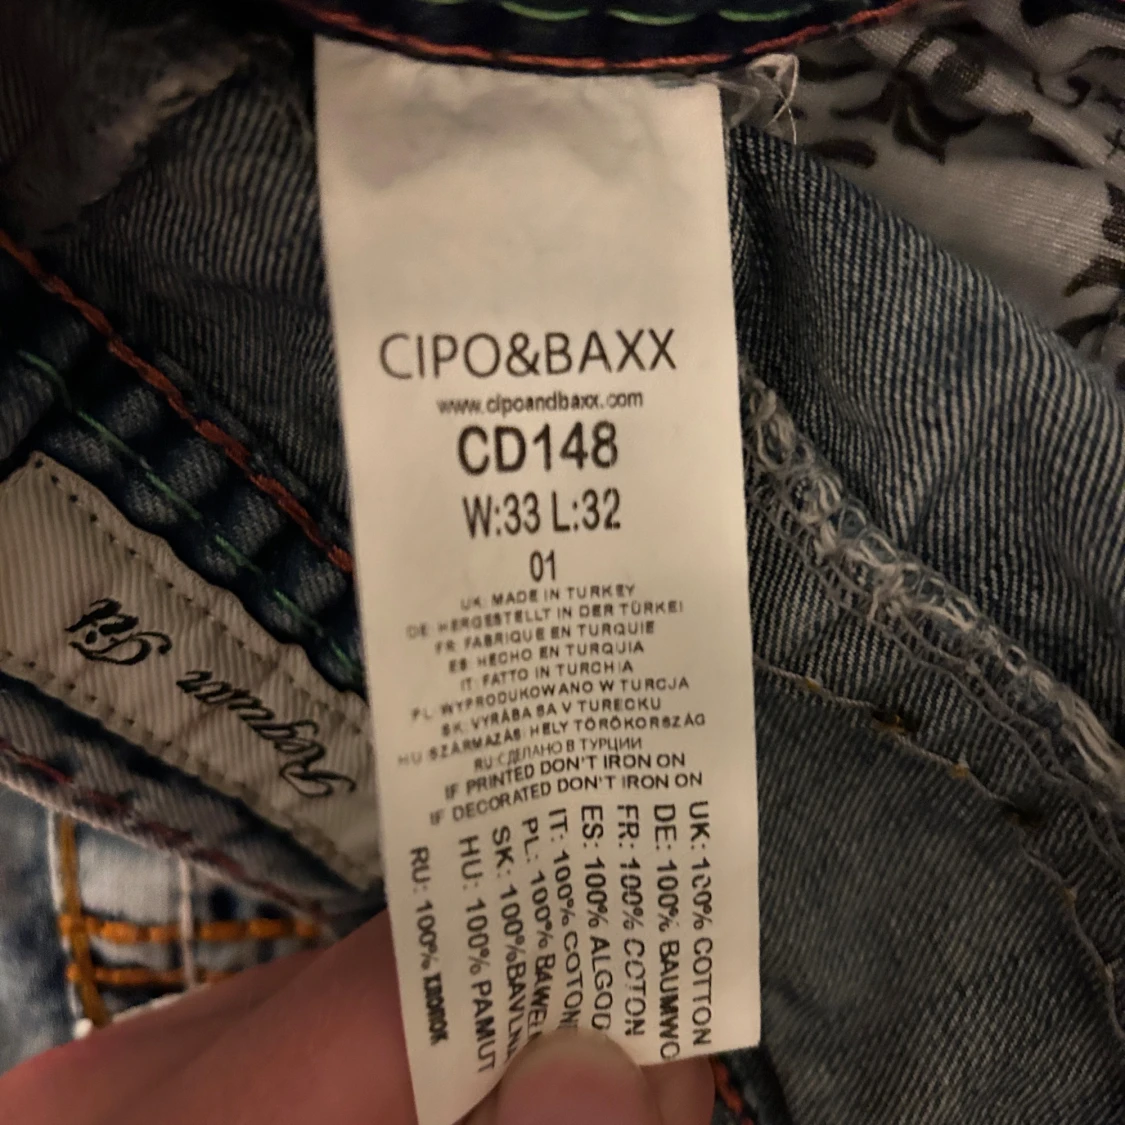 CIPO&BAXX
www.cipoandbaxx.com
CD148
W:33 L:32
01
UK: MADE IN TURKEY
DE: HERGESTELLT IN DER TÜRKEI
FR: FABRIQUE EN TURQUIE
ES: HECHO EN TURQUIA
IT: FATTO IN TURCHIA
PL: WYPRODUKOWANO W TURCJA
SK: VYRÁBA SA V TURECKU
HU: SZÁRMAZÁSI HELY TÖRÖKORSZÁG
RU: СДЕЛАНО В ТУРЦИИ
IF PRINTED DON'T IRON ON
IF DECORATED DON'T IRON ON
UK: 100% COTTON
DE: 100% BAUMWO
FR: 100% COTON
ES: 100% ALGOD
IT: 100% COTON
PL: 100% BAWEŁ
SK: 100%BAVLNA
HU: 100% PAMUT
RU: 100%
Regular Fit